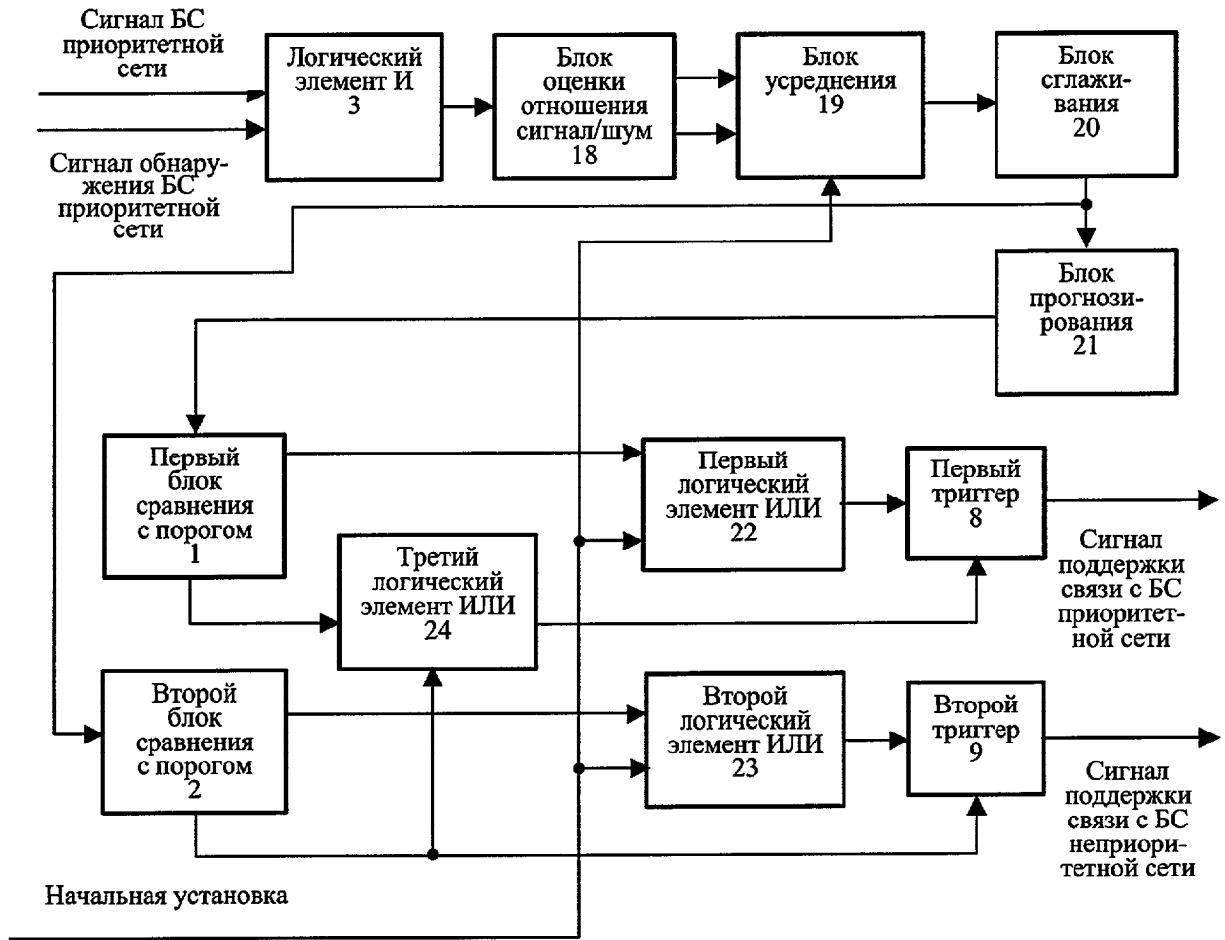 Сигнал БС
приоритетной
сети
Логический
элемент И
3
Блок
оценки
отношения
сигнал/шум
18
Блок
усреднения
19
Блок
сглажи-
вания
20
Сигнал обнару-
жения БС
приоритетной
сети
Блок
прогнози-
рования
21
Первый
блок
сравнения
с порогом
1
Первый
логический
элемент ИЛИ
22
Первый
триггер
8
Третий
логический
элемент ИЛИ
24
Сигнал
поддержки
связи с БС
приоритет-
ной сети
Второй
блок
сравнения
с порогом
2
Второй
логический
элемент ИЛИ
23
Второй
триггер
9
Сигнал
поддержки
связи с БС
неприори-
тетной сети
Начальная установка